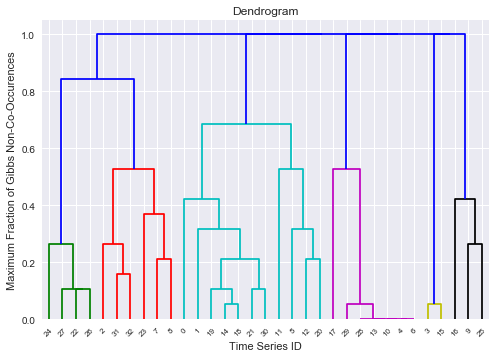 Dendrogram
Maximum Fraction of Gibbs Non-Co-Occurences
1.0
0.8
0.6
0.4
0.2
0.0
24 27 22 26 2 31 32 23 7 8 0 1 19 14 18 21 30 11 5 12 20 17 29 28 13 10 4 6 3 15 16 9 25
Time Series ID